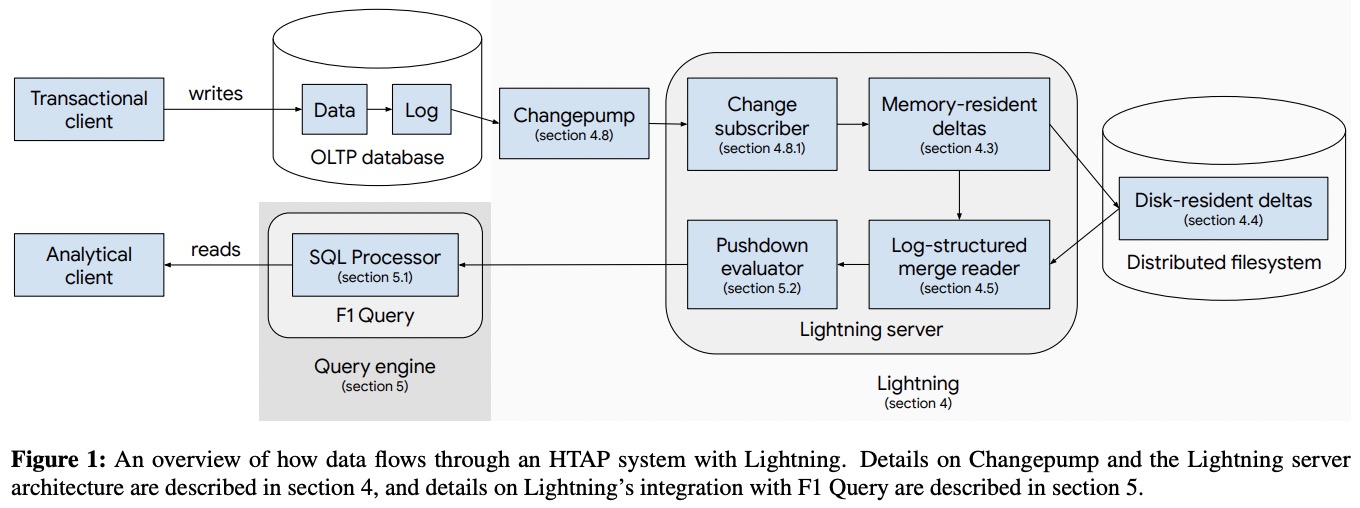 Transactional
client
writes
Data
Log
OLTP database
Changepump
(section 4.8)
Change
subscriber
(section 4.8.1)
Memory-resident
deltas
(section 4.3)
Disk-resident deltas
(section 4.4)
Distributed filesystem
Analytical
client
reads
SQL Processor
(section 5.1)
F1 Query
Query engine
(section 5)
Pushdown
evaluator
(section 5.2)
Log-structured
merge reader
(section 4.5)
Lightning server
Lightning
(section 4)
Figure 1: An overview of how data flows through an HTAP system with Lightning. Details on Changepump and the Lightning server
architecture are described in section 4, and details on Lightning’s integration with F1 Query are described in section 5.